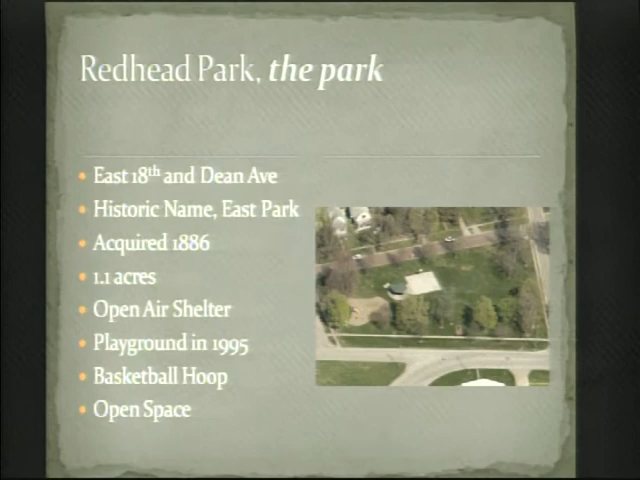 Redhead Park, the park
East 18th and Dean Ave
Historic Name, East Park
Acquired 1886
1.1 acres
Open Air Shelter
Playground in 1995
Basketball Hoop
Open Space